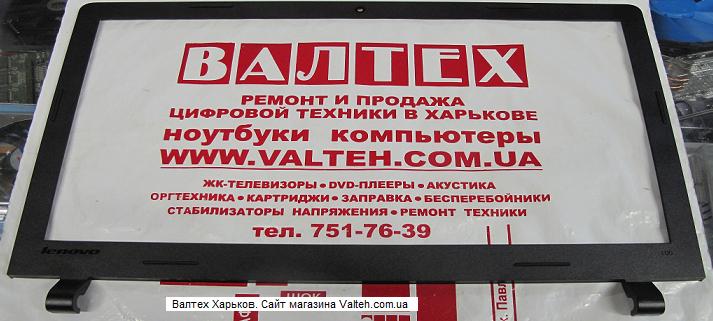 ВАЛТЕХ
РЕМОНТ И ПРОДАЖА
ЦИФРОВОЙ ТЕХНИКИ В ХАРЬКОВЕ
ноутбуки компьютеры
WWW.VALTEH.COM.UA
ЖК-ТЕЛЕВИЗОРЫ • DVD-ПЛЕЕРЫ • АКУСТИКА
ОРГТЕХНИКА • КАРТРИДЖИ • ЗАПРАВКА • БЕСПЕРЕБОЙНИКИ
СТАБИЛИЗАТОРЫ НАПРЯЖЕНИЯ • РЕМОНТ ТЕХНИКИ
тел. 751-76-39
lenovo
Валтех Харьков. Сайт магазина Valteh.com.ua